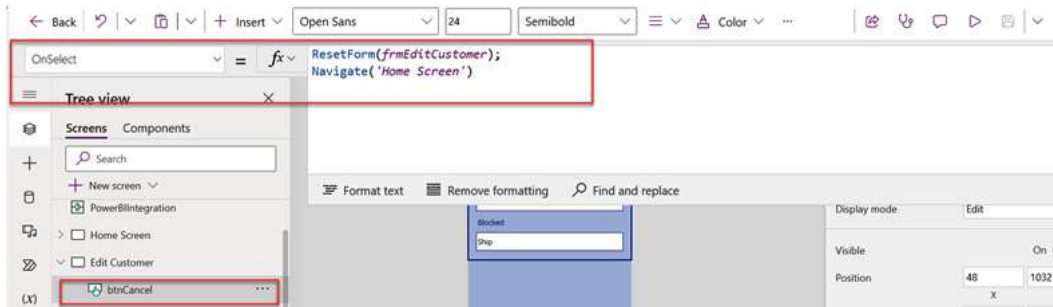 Back
Insert
Open Sans
24
Semibold
Color
...
OnSelect
=
fx
ResetForm(frmEditCustomer);
Navigate('Home Screen')
Tree view
Screens Components
Search
New screen
PowerBIIntegration
Home Screen
Edit Customer
btnCancel
...
(x)
Format text
Remove formatting
Find and replace
Blocked
Ship
Display mode
Edit
Visible
On
Position
48
1032
X